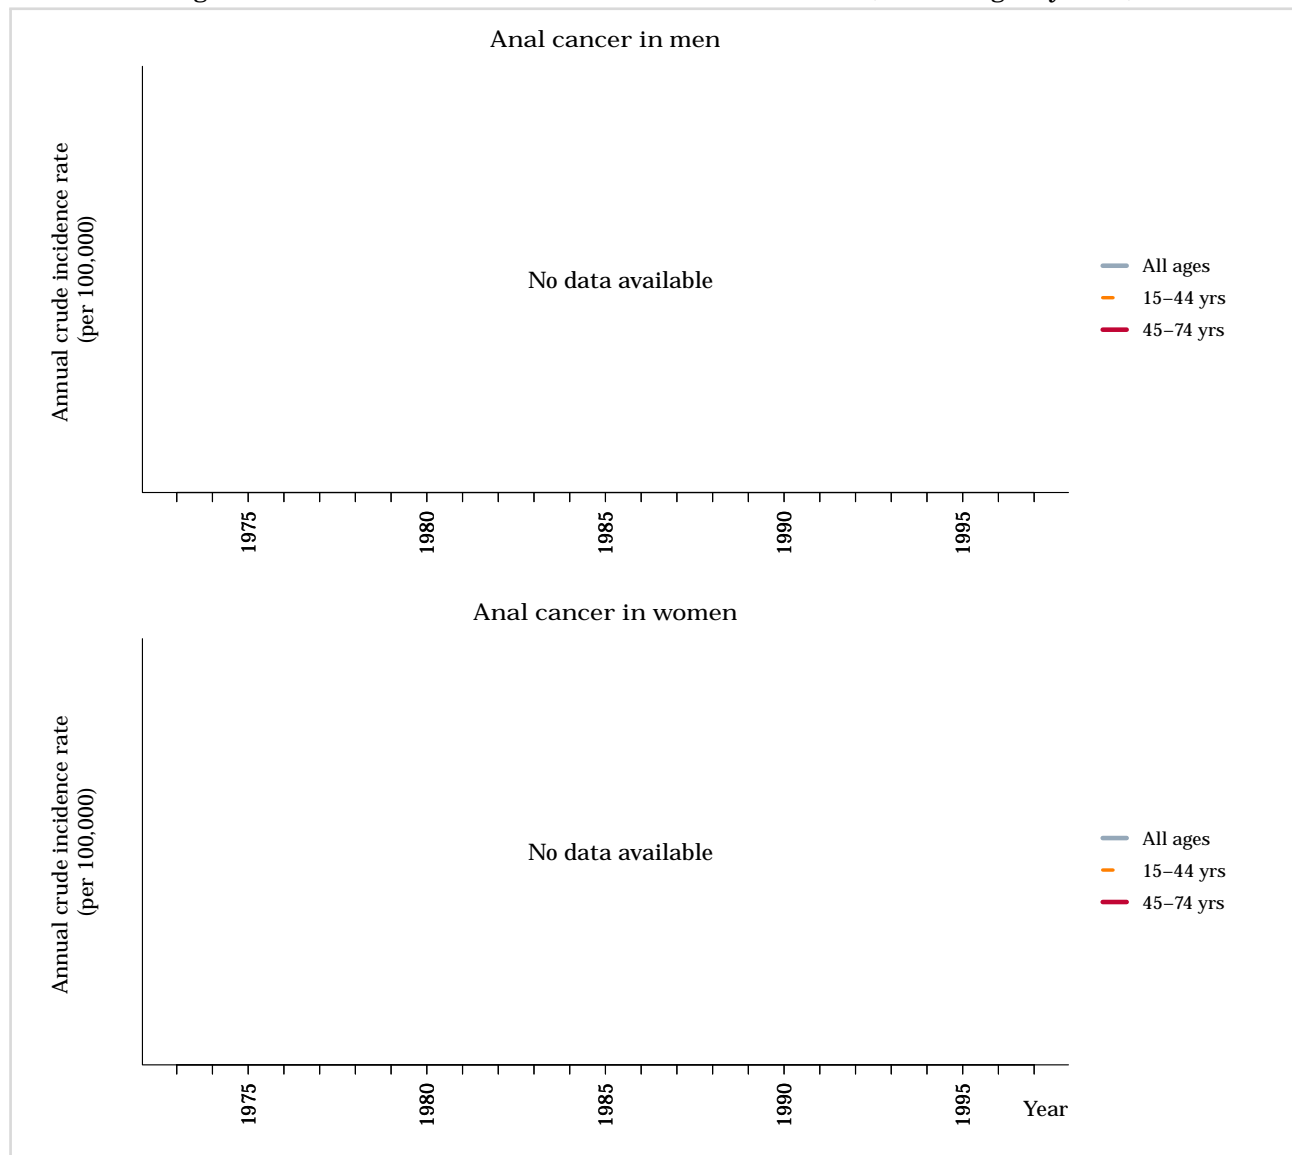 Anal cancer in men
Annual crude incidence rate
(per 100,000)
No data available
All ages
15–44 yrs
45–74 yrs
1975
1980
1985
1990
1995
Anal cancer in women
Annual crude incidence rate
(per 100,000)
No data available
All ages
15–44 yrs
45–74 yrs
1975
1980
1985
1990
1995
Year